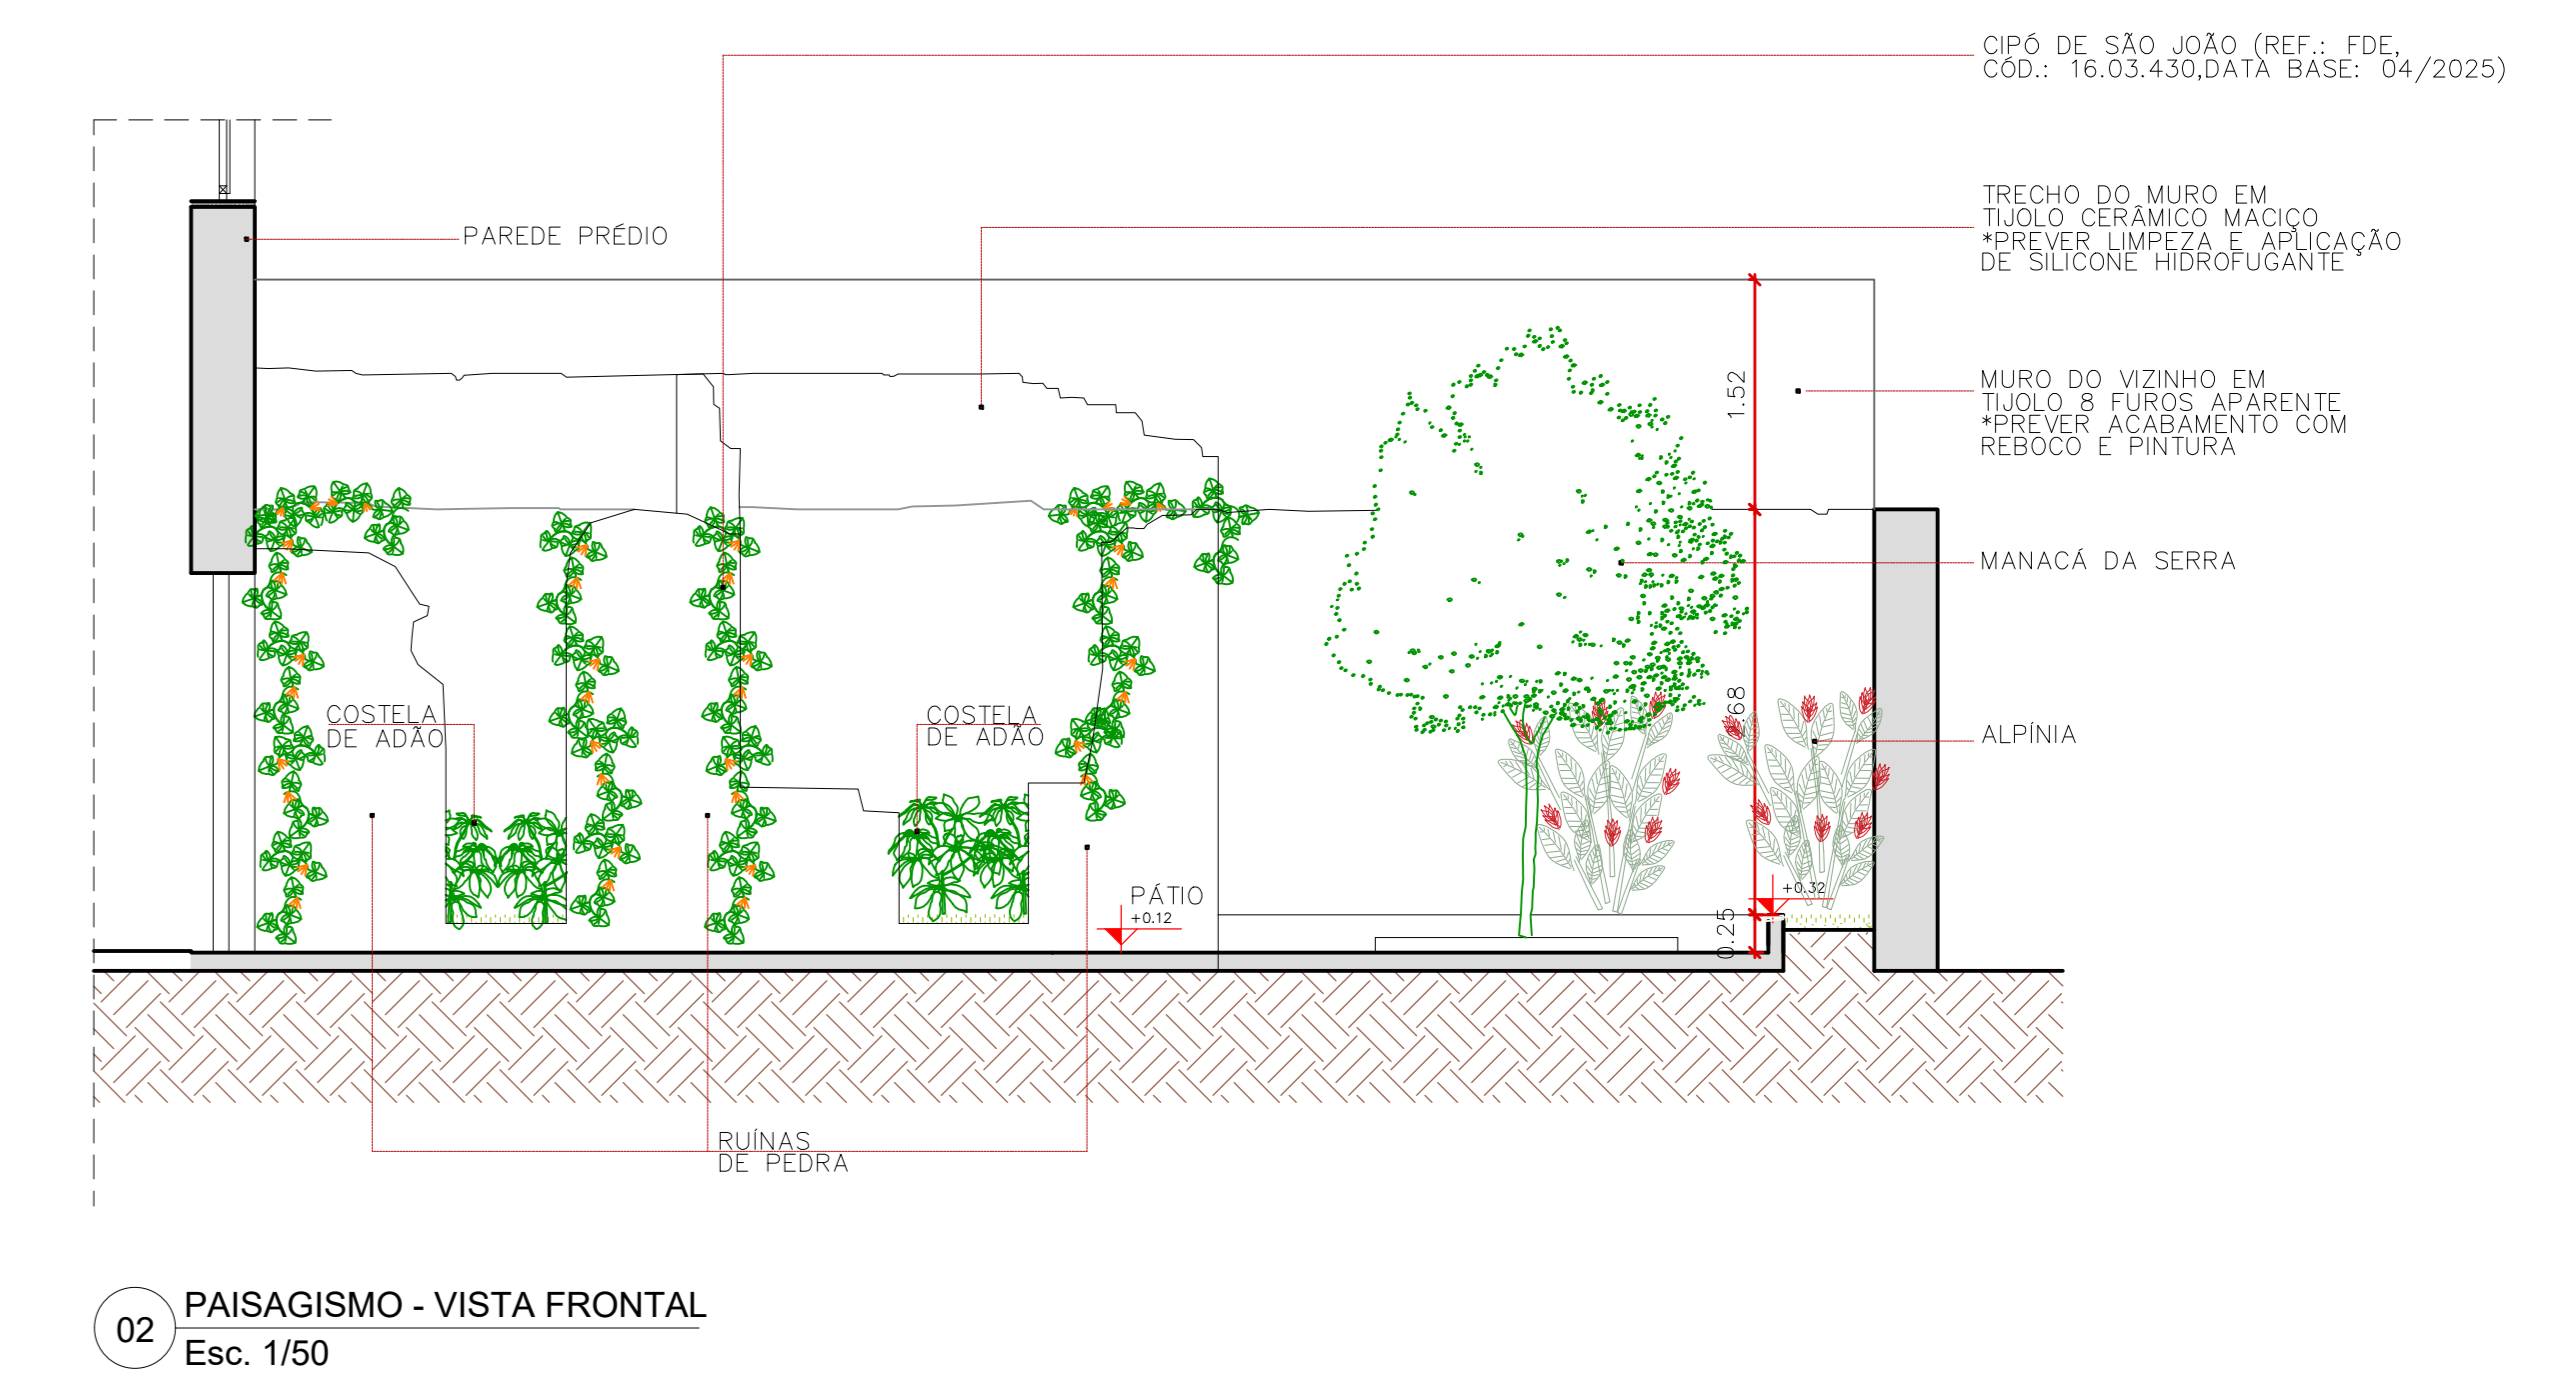 CIPÓ DE SÃO JOÃO (REF.: FDE,
CÓD.: 16.03.430,DATA BASE: 04/2025)
TRECHO DO MURO EM
TIJOLO CERÂMICO MACIÇO
*PREVER LIMPEZA E APLICAÇÃO
DE SILICONE HIDROFUGANTE
PAREDE PRÉDIO
MURO DO VIZINHO EM
TIJOLO 8 FUROS APARENTE
*PREVER ACABAMENTO COM
REBOCO E PINTURA
1.52
MANACÁ DA SERRA
COSTELA
DE ADÃO
COSTELA
DE ADÃO
.68
ALPÍNIA
PÁTIO
+0.12
+0.32
0.25
RUÍNAS
DE PEDRA
02
PAISAGISMO - VISTA FRONTAL
Esc. 1/50